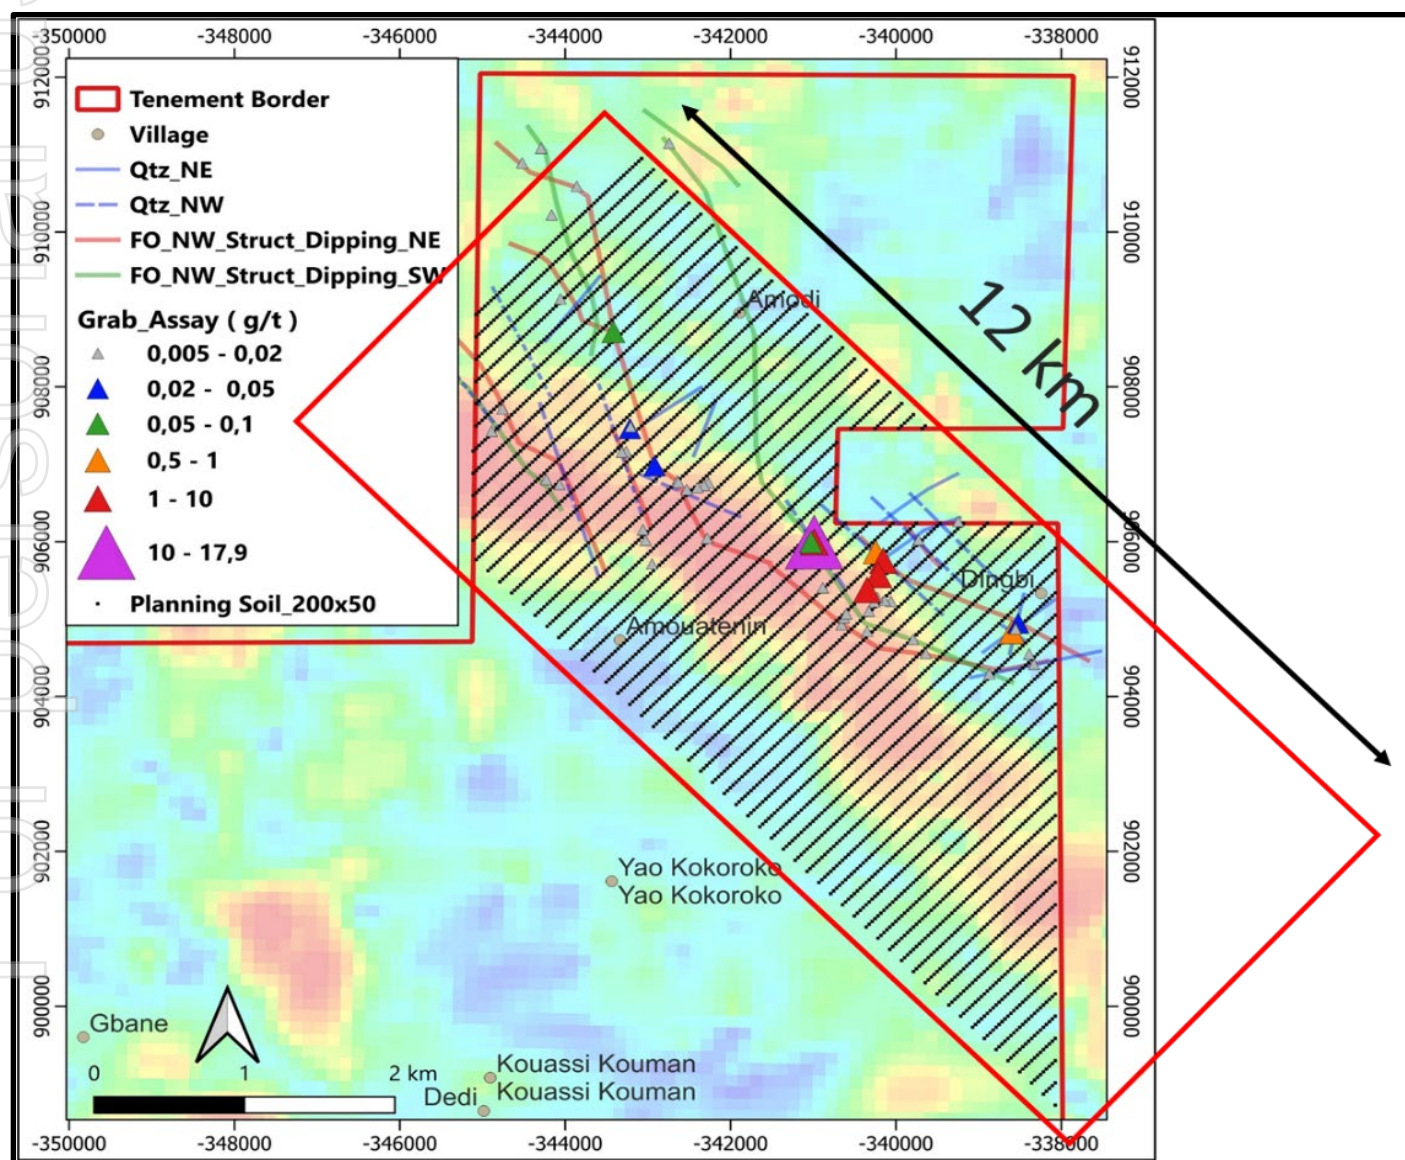 -350000 -348000 -346000 -344000 -342000 -340000 -338000
912000
910000
908000
906000
904000
902000
900000
Tenement Border
Village
Qtz_NE
Qtz_NW
FO_NW_Struct_Dipping_NE
FO_NW_Struct_Dipping_SW
Grab_Assay ( g/t )
0,005 - 0,02
0,02 - 0,05
0,05 - 0,1
0,5 - 1
1 - 10
10 - 17,9
Planning Soil_200x50
Amodi
12 km
Dingbi
Amouatenin
Yao Kokoroko
Yao Kokoroko
Gbane
Kouassi Kouman
Kouassi Kouman
Dedi
0 1 2 km
912000
910000
908000
906000
904000
902000
900000
-350000 -348000 -346000 -344000 -342000 -340000 -338000